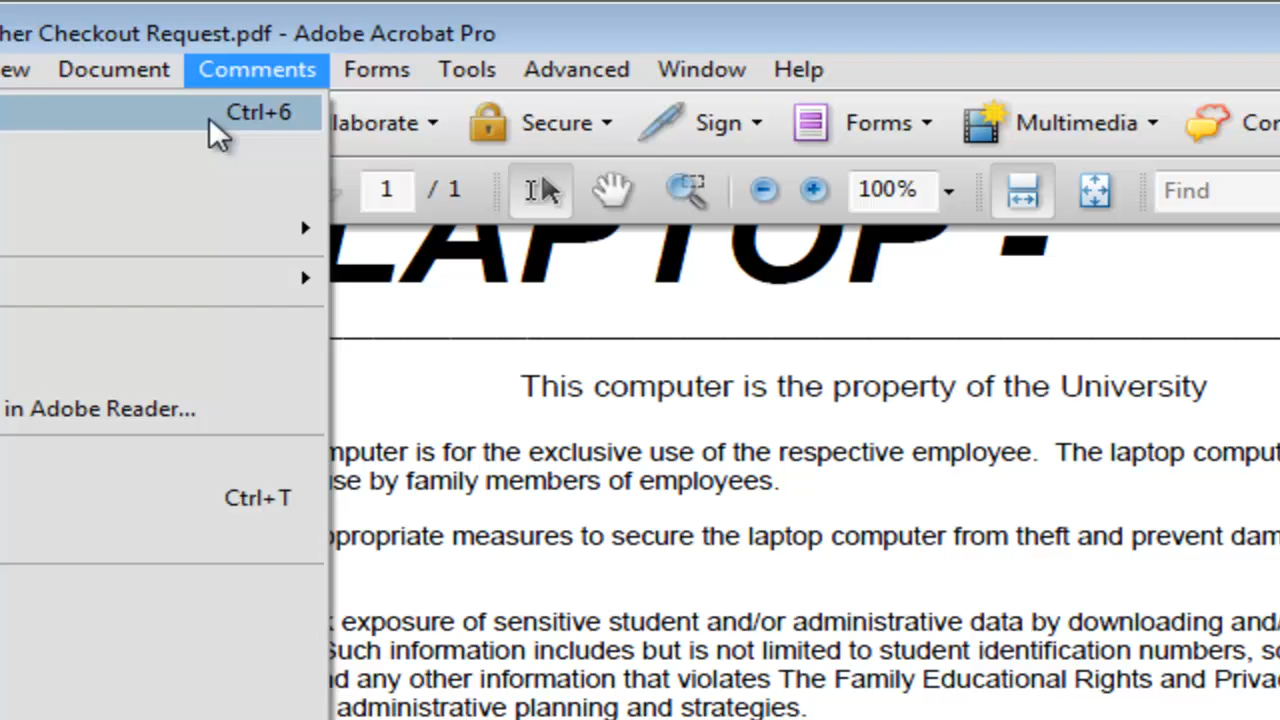 her Checkout Request.pdf - Adobe Acrobat Pro
ew Document Comments Forms Tools Advanced Window Help
Ctrl+6
laborate Secure Sign Forms Multimedia Con
1 / 1 100% Find
LAPTOP -
This computer is the property of the University
in Adobe Reader...
mputer is for the exclusive use of the respective employee. The laptop comput
se by family members of employees.
Ctrl+T
ppropriate measures to secure the laptop computer from theft and prevent dam
k exposure of sensitive student and/or administrative data by downloading and/
Such information includes but is not limited to student identification numbers, so
nd any other information that violates The Family Educational Rights and Priva
administrative planning and strategies.